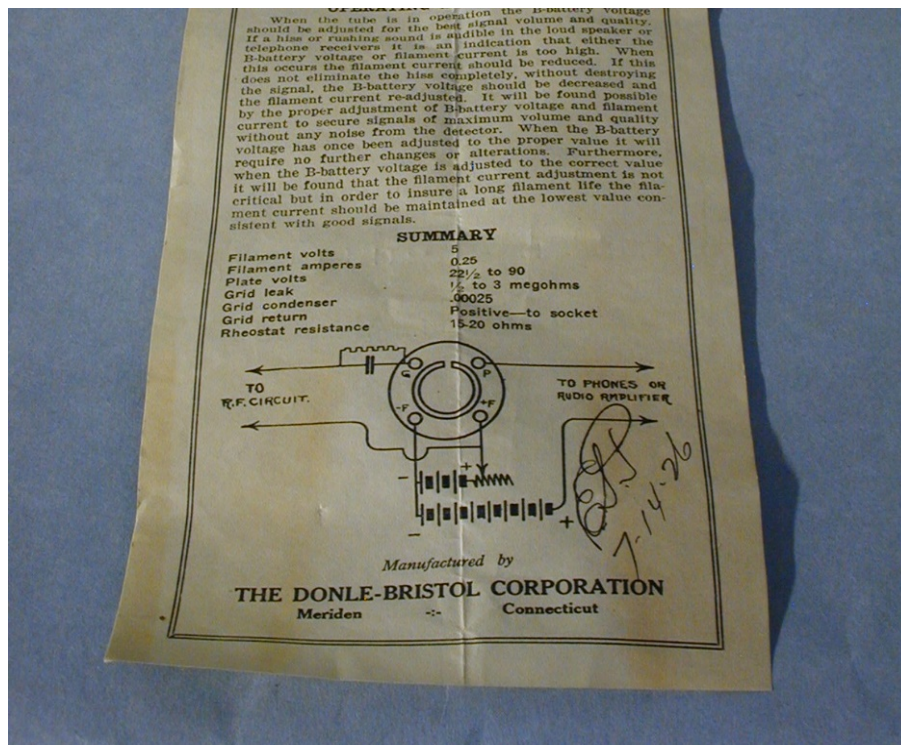 OPERATING
When the tube is in operation the B-battery voltage
should be adjusted for the best signal volume and quality.
If a hiss or rushing sound is audible in the loud speaker or
telephone receivers it is an indication that either the
B-battery voltage or filament current is too high. When
this occurs the filament current should be reduced. If this
does not eliminate the hiss completely, without destroying
the signal, the B-battery voltage should be decreased and
the filament current re-adjusted. It will be found possible
by the proper adjustment of B-battery voltage and filament
current to secure signals of maximum volume and quality
without any noise from the detector. When the B-battery
voltage has once been adjusted to the proper value it will
require no further changes or alterations. Furthermore,
when the B-battery voltage is adjusted to the correct value
it will be found that the filament current adjustment is not
critical but in order to insure a long filament life the fila-
ment current should be maintained at the lowest value con-
sistent with good signals.
SUMMARY
Filament volts 5
Filament amperes 0.25
Plate volts 22½ to 90
Grid leak ½ to 3 megohms
Grid condenser .00025
Grid return Positive—to socket
Rheostat resistance 15-20 ohms
G P
TO TO PHONES OR
R.F. CIRCUIT. AUDIO AMPLIFIER
-F +F
- +
- +
7-14-26
Manufactured by
THE DONLE-BRISTOL CORPORATION
Meriden -:- Connecticut